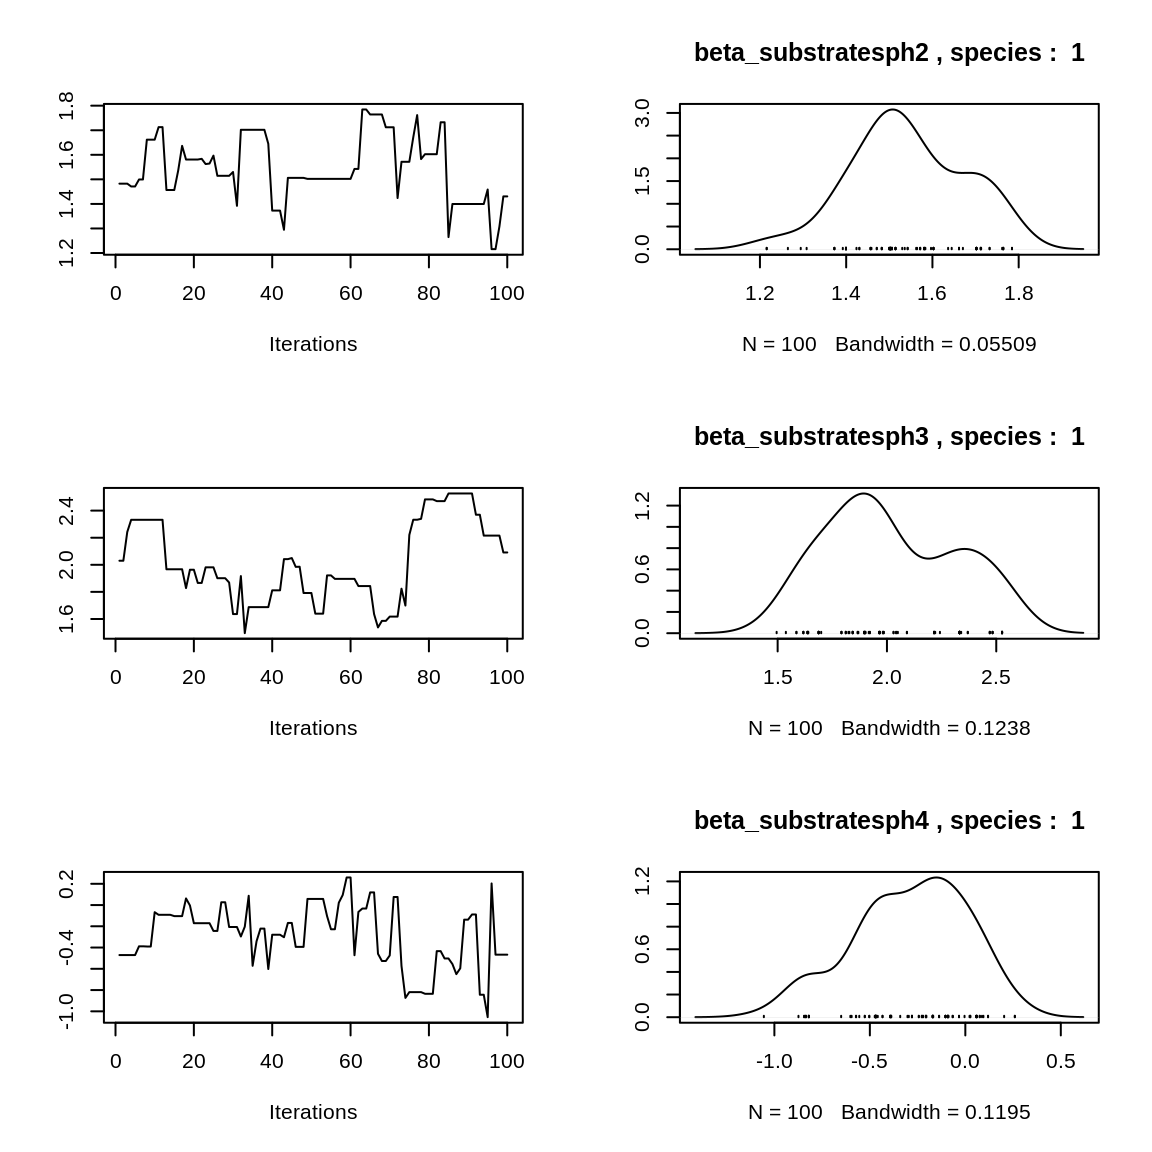 beta_substratesph2 , species :  1
1.2 1.4 1.6 1.8
0 20 40 60 80 100
Iterations
0.0 1.5 3.0
1.2 1.4 1.6 1.8
N = 100   Bandwidth = 0.05509
beta_substratesph3 , species :  1
1.6 2.0 2.4
0 20 40 60 80 100
Iterations
0.0 0.6 1.2
1.5 2.0 2.5
N = 100   Bandwidth = 0.1238
beta_substratesph4 , species :  1
-1.0 -0.4 0.2
0 20 40 60 80 100
Iterations
0.0 0.6 1.2
-1.0 -0.5 0.0 0.5
N = 100   Bandwidth = 0.1195